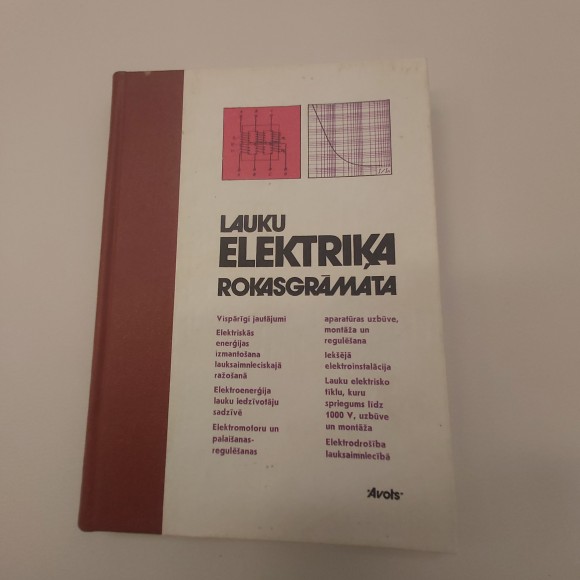 LAUKU
ELEKTRIĶA
ROKASGRĀMATA
Vispārīgi jautājumi
Elektriskās
enerģijas
izmantošana
lauksaimnieciskajā
ražošanā
Elektroenerģija
lauku iedzīvotāju
sadzīvē
Elektromotoru un
palaišanas-
regulēšanas
aparatūras uzbūve,
montāža un
regulēšana
Iekšējā
elektroinstalācija
Lauku elektrisko
tīklu, kuru
spriegums līdz
1000 V, uzbūve
un montāža
Elektrodrošība
lauksaimniecībā
"Avots"